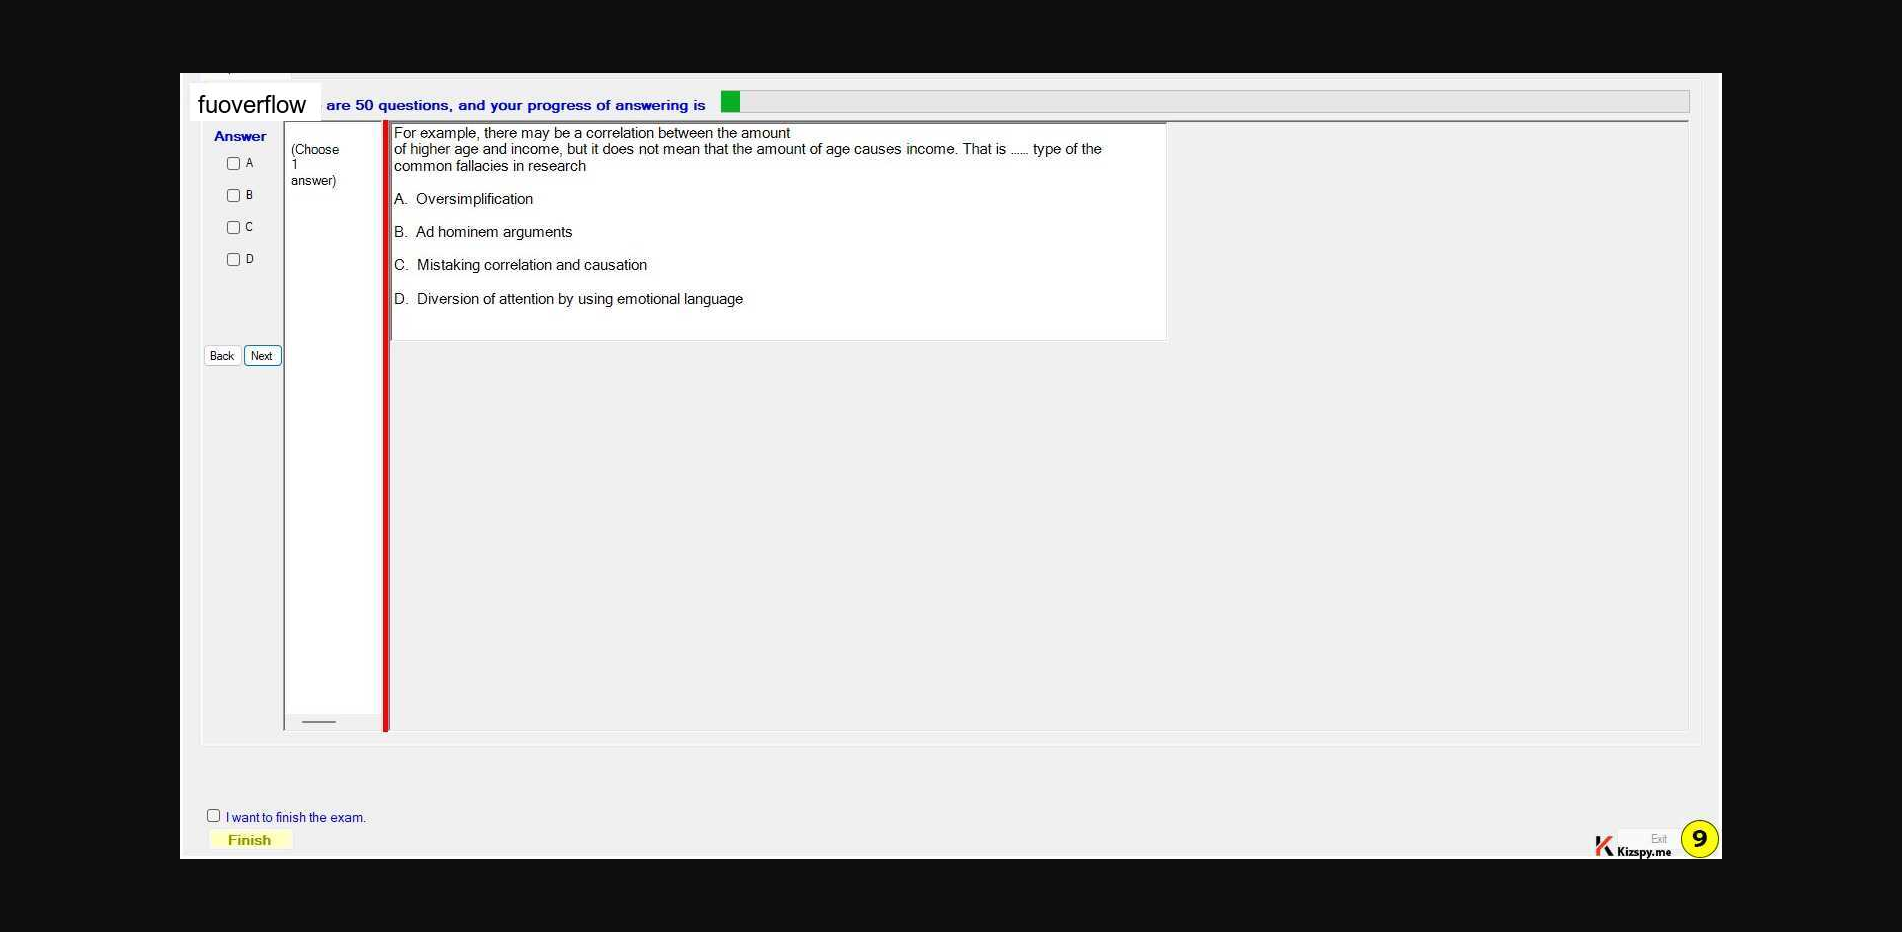 fuoverflow are 50 questions, and your progress of answering is
Answer
A
B
C
D
Back Next
(Choose
1
answer)
For example, there may be a correlation between the amount
of higher age and income, but it does not mean that the amount of age causes income. That is ...... type of the
common fallacies in research
A. Oversimplification
B. Ad hominem arguments
C. Mistaking correlation and causation
D. Diversion of attention by using emotional language
I want to finish the exam.
Finish
Exit
Kizspy.me
9